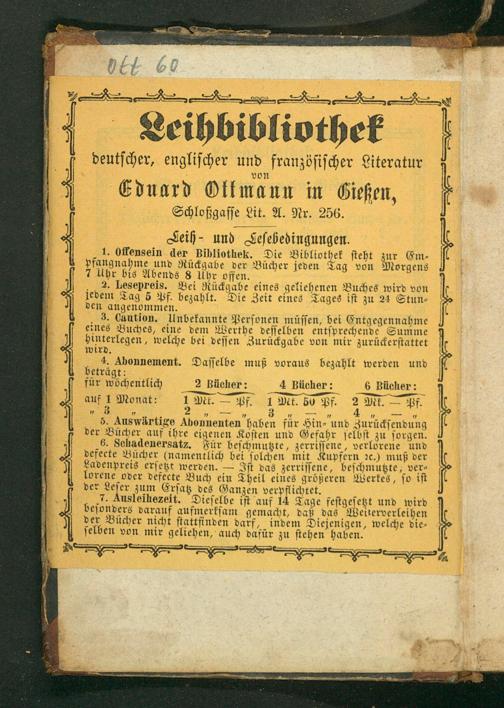 Ott 60
Leihbibliothek
deutscher, englischer und französischer Literatur
von
Eduard Ottmann in Gießen,
Schloßgasse Lit. A. Nr. 256.
Leih- und Lesebedingungen.
1. Offensein der Bibliothek. Die Bibliothek steht zur Em-
pfangnahme und Rückgabe der Bücher jeden Tag von Morgens
7 Uhr bis Abends 8 Uhr offen.
2. Lesepreis. Bei Rückgabe eines geliehenen Buches wird von
jedem Tag 5 Pf. bezahlt. Die Zeit eines Tages ist zu 24 Stun-
den angenommen.
3. Caution. Unbekannte Personen müssen, bei Entgegennahme
eines Buches, eine dem Werthe desselben entsprechende Summe
hinterlegen, welche bei dessen Zurückgabe von mir zurückerstattet
wird.
4. Abonnement. Dasselbe muß voraus bezahlt werden und
beträgt:
für wöchentlich 2 Bücher: 4 Bücher: 6 Bücher:
auf 1 Monat: 1 Mt. — Pf. 1 Mt. 50 Pf. 2 Mt. — Pf.
„ 3 „ 2 „ — „ 3 „ — „ 4 „ — „
5. Auswärtige Abonnenten haben für Hin- und Zurücksendung
der Bücher auf ihre eigenen Kosten und Gefahr selbst zu sorgen.
6. Schadenersatz. Für beschmutzte, zerrissene, verlorene und
defecte Bücher (namentlich bei solchen mit Kupfern ꝛc.) muß der
Ladenpreis ersetzt werden. — Ist das zerrissene, beschmutzte, ver-
lorene oder defecte Buch ein Theil eines größeren Werkes, so ist
der Leser zum Ersatz des Ganzen verpflichtet.
7. Ausleihezeit. Dieselbe ist auf 14 Tage festgesetzt und wird
besonders darauf aufmerksam gemacht, daß das Weiterverleihen
der Bücher nicht stattfinden darf, indem Diejenigen, welche die-
selben von mir geliehen, auch dafür zu stehen haben.